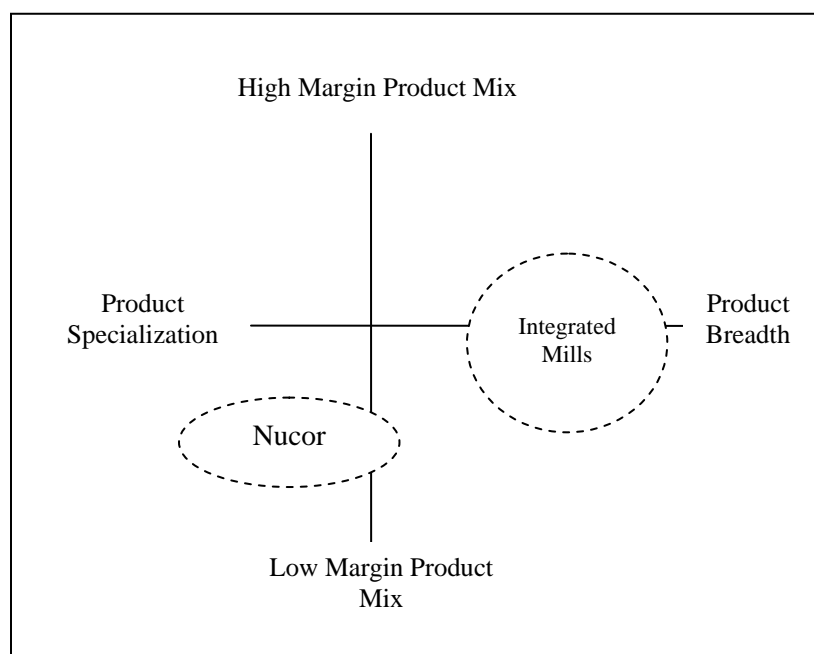 High Margin Product Mix
Product
Specialization
Integrated
Mills
Product
Breadth
Nucor
Low Margin Product
Mix